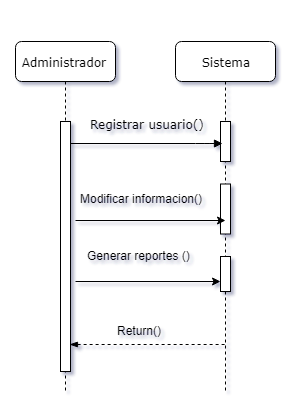 Administrador
Sistema
Registrar usuario()
Modificar informacion()
Generar reportes ()
Return()